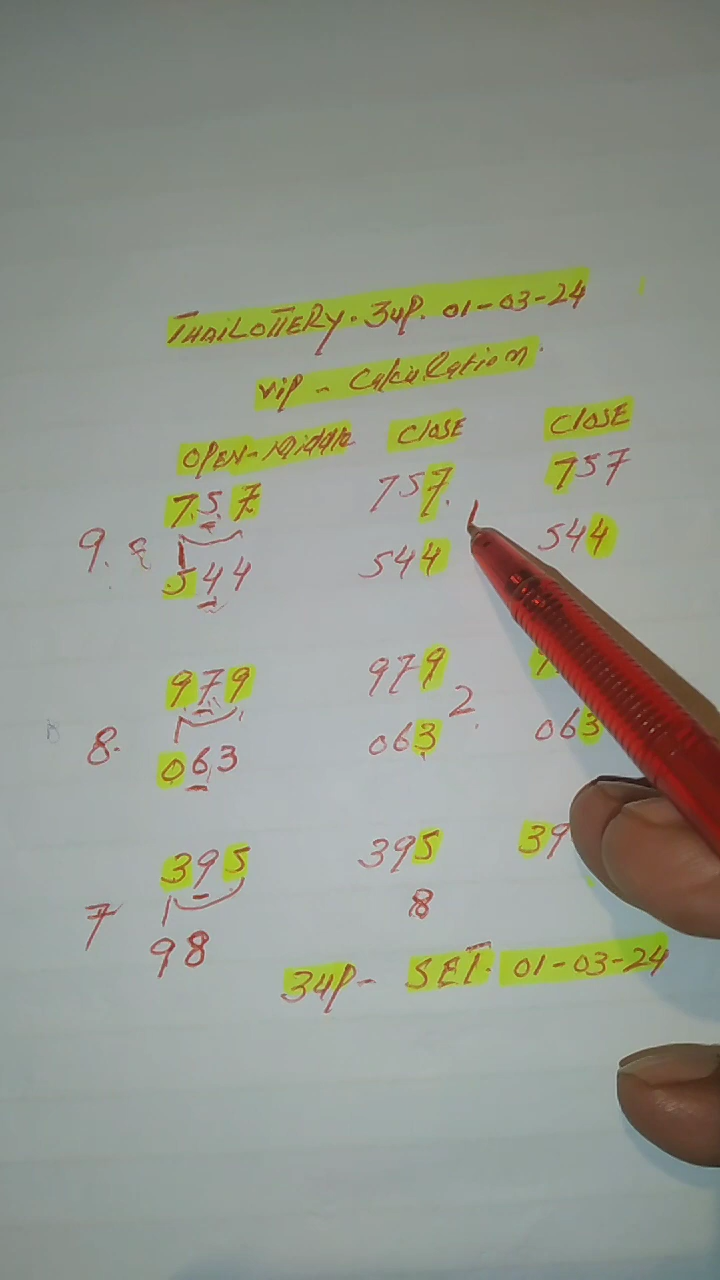 THAILOTTERY. 3UP. 01-03-24
VIP - Calculation.
OPEN-Middle CLOSE CLOSE
757 757. 757
9. 8 544 544 544
979 979
8. 063 063 2. 063
395 395 39
7 98 8
3UP- SET. 01-03-24